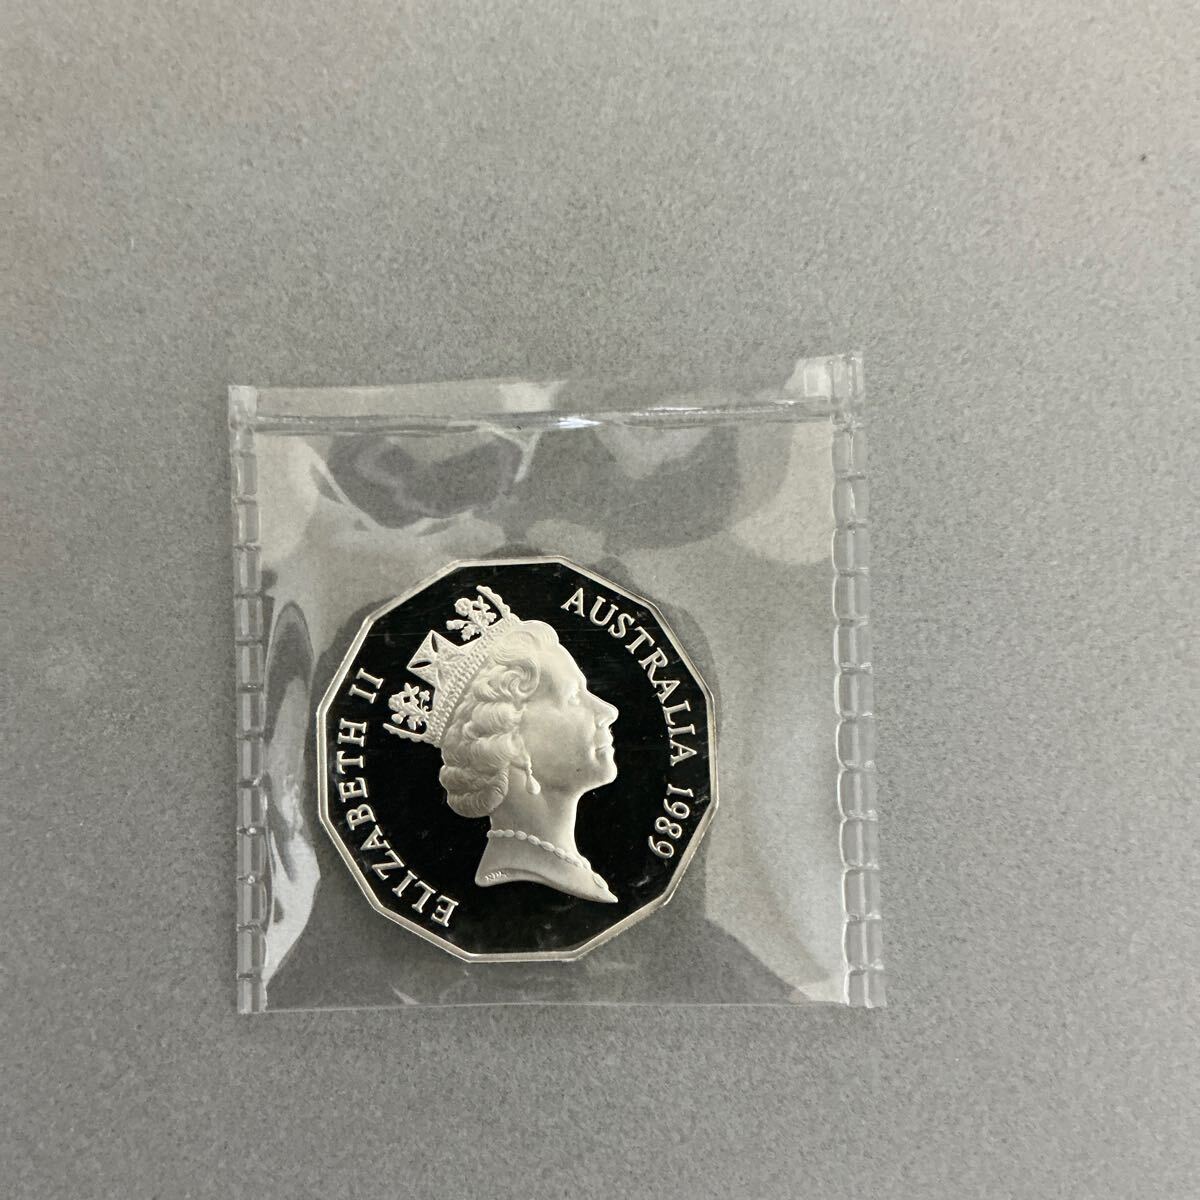 ELIZABETH II
AUSTRALIA 1989